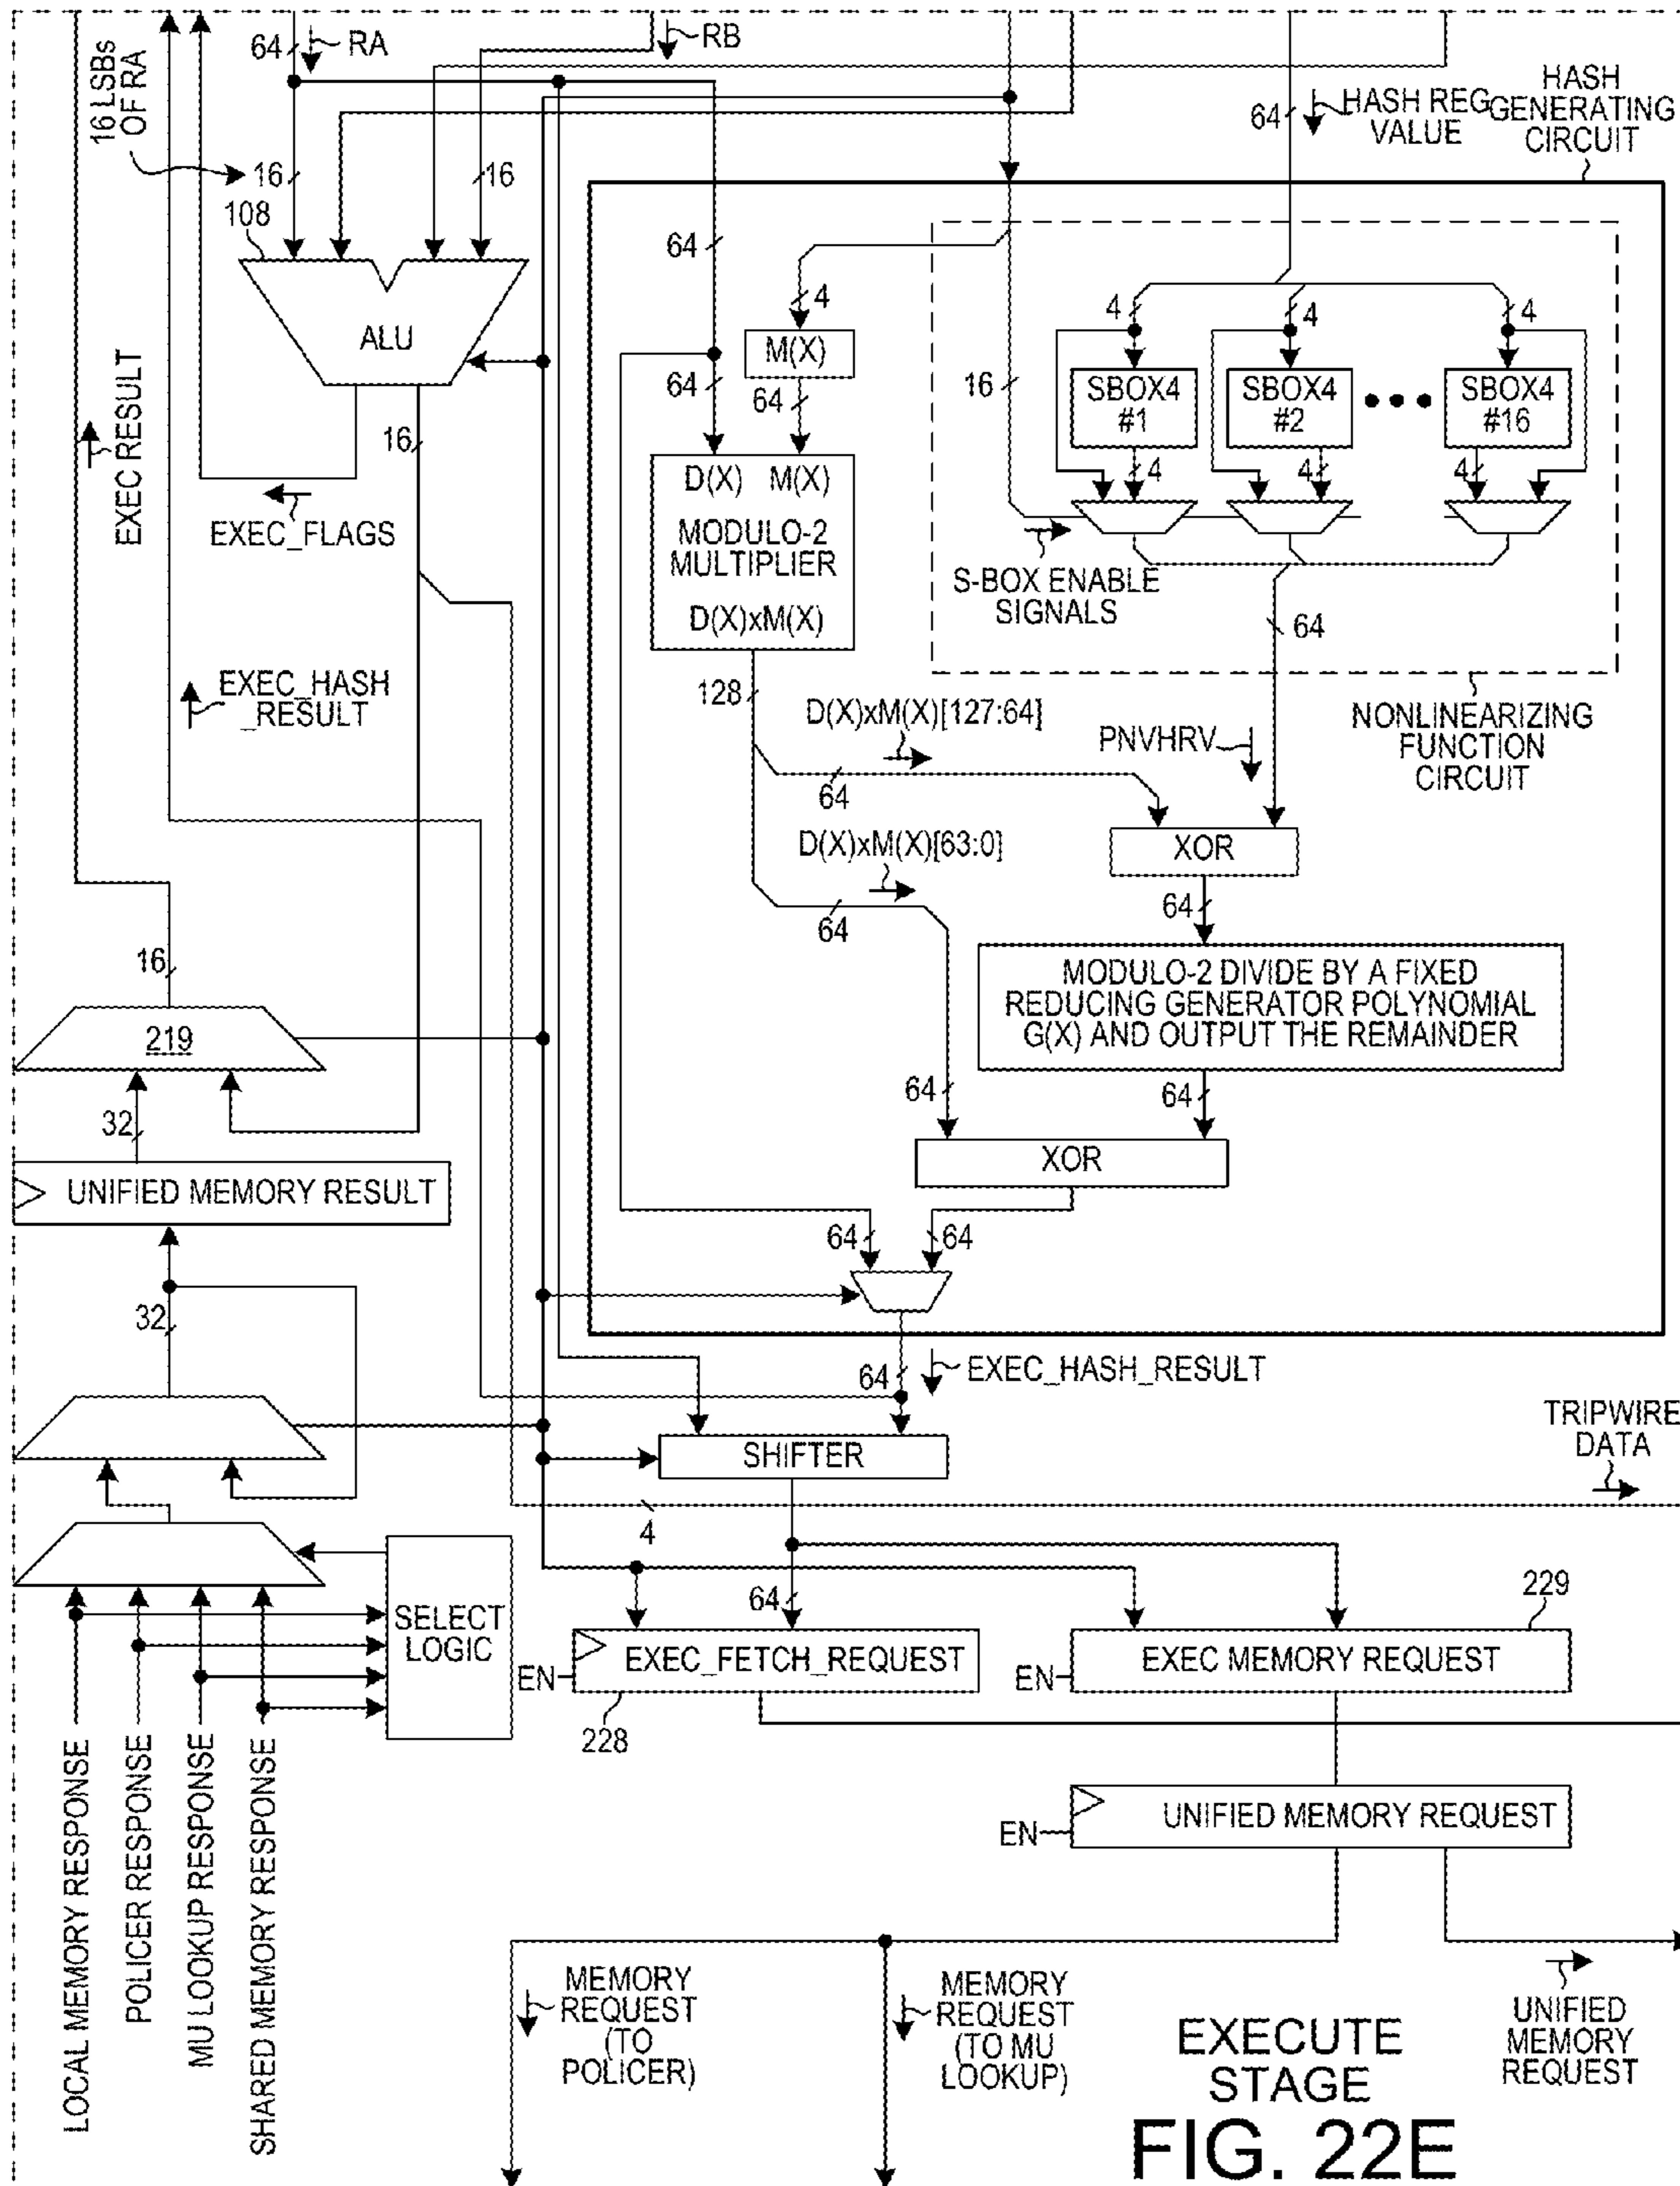 64
RA
RB
16 LSBs
OF RA
16
16
108
ALU
16
EXEC RESULT
EXEC_FLAGS
EXEC_HASH
_RESULT
64
HASH REG
VALUE
HASH
GENERATING
CIRCUIT
64
4
M(X)
64
64
D(X) M(X)
MODULO-2
MULTIPLIER
D(X)xM(X)
128
16
4
4
4
SBOX4
#1
SBOX4
#2
SBOX4
#16
4
4
4
S-BOX ENABLE
SIGNALS
64
NONLINEARIZING
FUNCTION
CIRCUIT
D(X)xM(X)[127:64]
64
PNVHRV
D(X)xM(X)[63:0]
64
XOR
64
MODULO-2 DIVIDE BY A FIXED
REDUCING GENERATOR POLYNOMIAL
G(X) AND OUTPUT THE REMAINDER
64
64
XOR
64
64
16
219
32
UNIFIED MEMORY RESULT
32
64
EXEC_HASH_RESULT
SHIFTER
TRIPWIRE
DATA
4
SELECT
LOGIC
64
229
EXEC_FETCH_REQUEST
EN
228
EXEC MEMORY REQUEST
EN
UNIFIED MEMORY REQUEST
EN
LOCAL MEMORY RESPONSE
POLICER RESPONSE
MU LOOKUP RESPONSE
SHARED MEMORY RESPONSE
MEMORY
REQUEST
(TO
POLICER)
MEMORY
REQUEST
(TO MU
LOOKUP)
UNIFIED
MEMORY
REQUEST
EXECUTE
STAGE
FIG. 22E